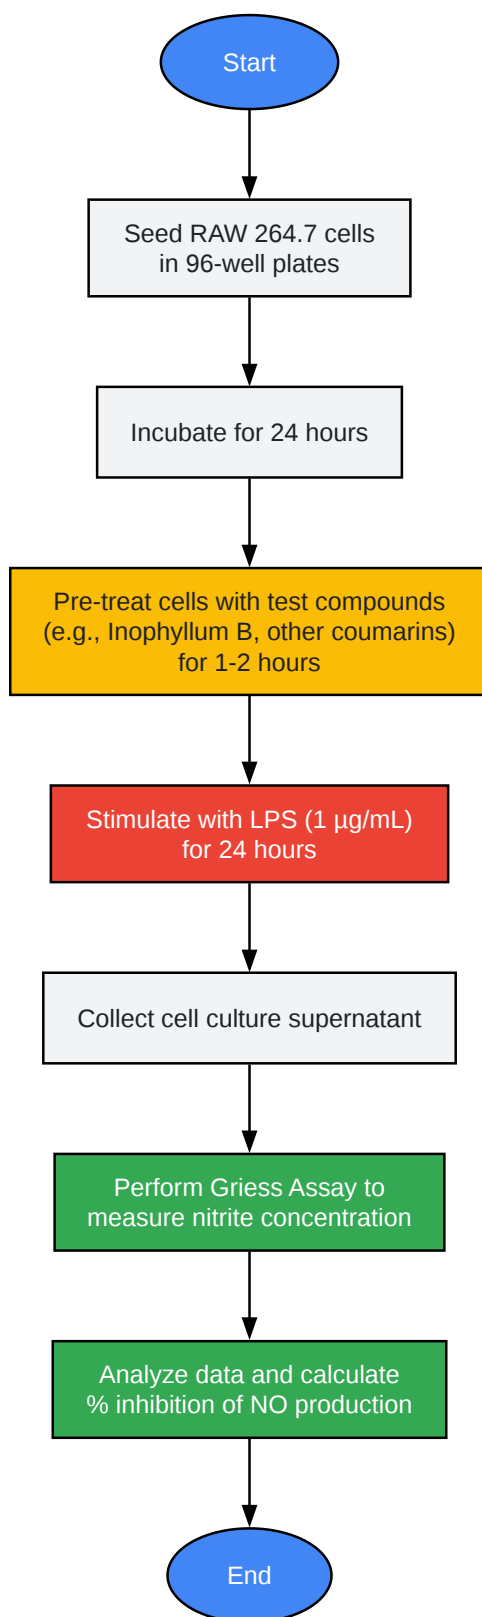 Start
Seed RAW 264.7 cells
in 96-well plates
Incubate for 24 hours
Pre-treat cells with test compounds
(e.g., Inophyllum B, other coumarins)
for 1-2 hours
Stimulate with LPS (1 µg/mL)
for 24 hours
Collect cell culture supernatant
Perform Griess Assay to
measure nitrite concentration
Analyze data and calculate
% inhibition of NO production
End